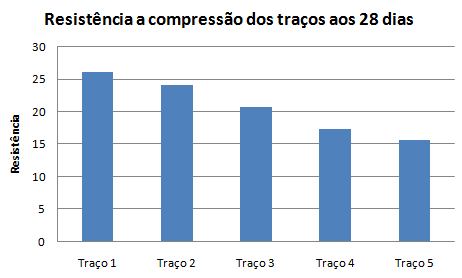 Resistência a compressão dos traços aos 28 dias
Resistência
30
25
20
15
10
5
0
Traço 1
Traço 2
Traço 3
Traço 4
Traço 5